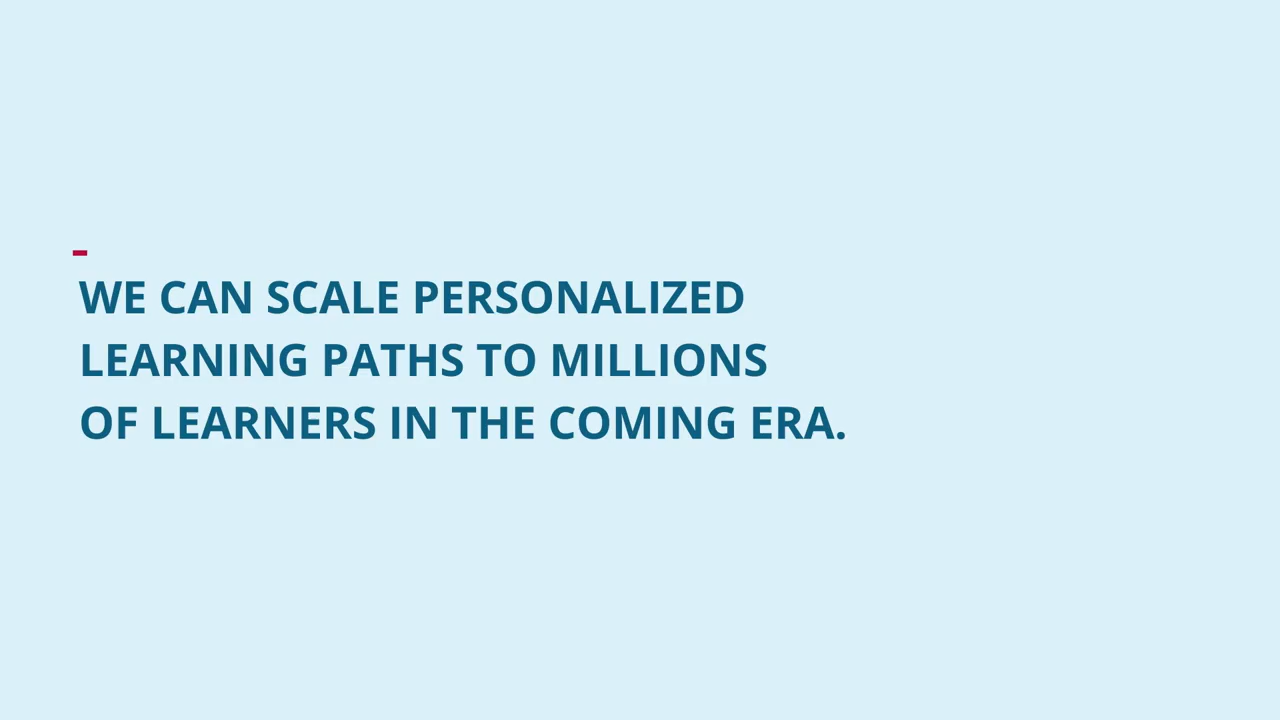 WE CAN SCALE PERSONALIZED
LEARNING PATHS TO MILLIONS
OF LEARNERS IN THE COMING ERA.